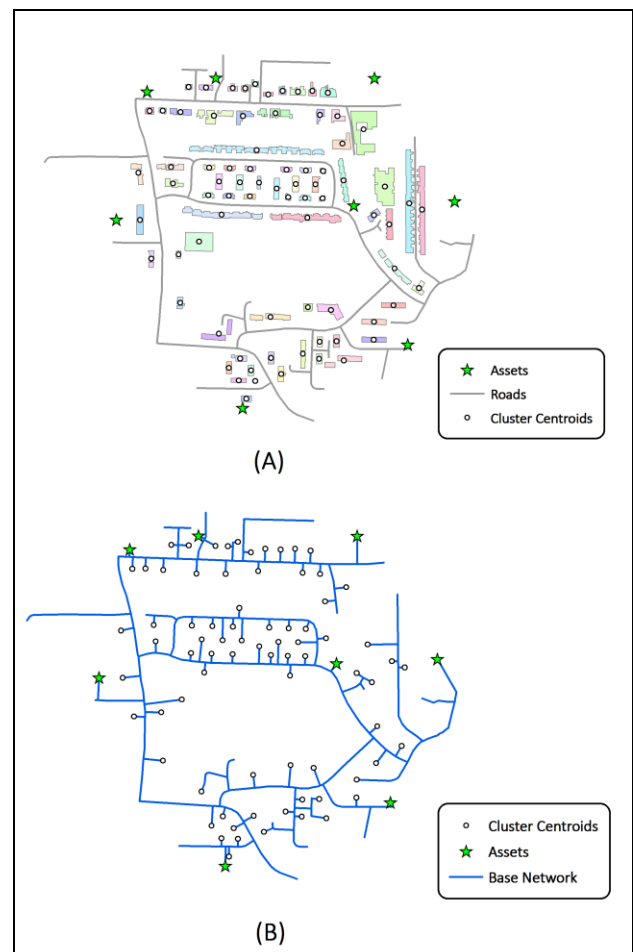 Assets
Roads
Cluster Centroids
(A)
Cluster Centroids
Assets
Base Network
(B)